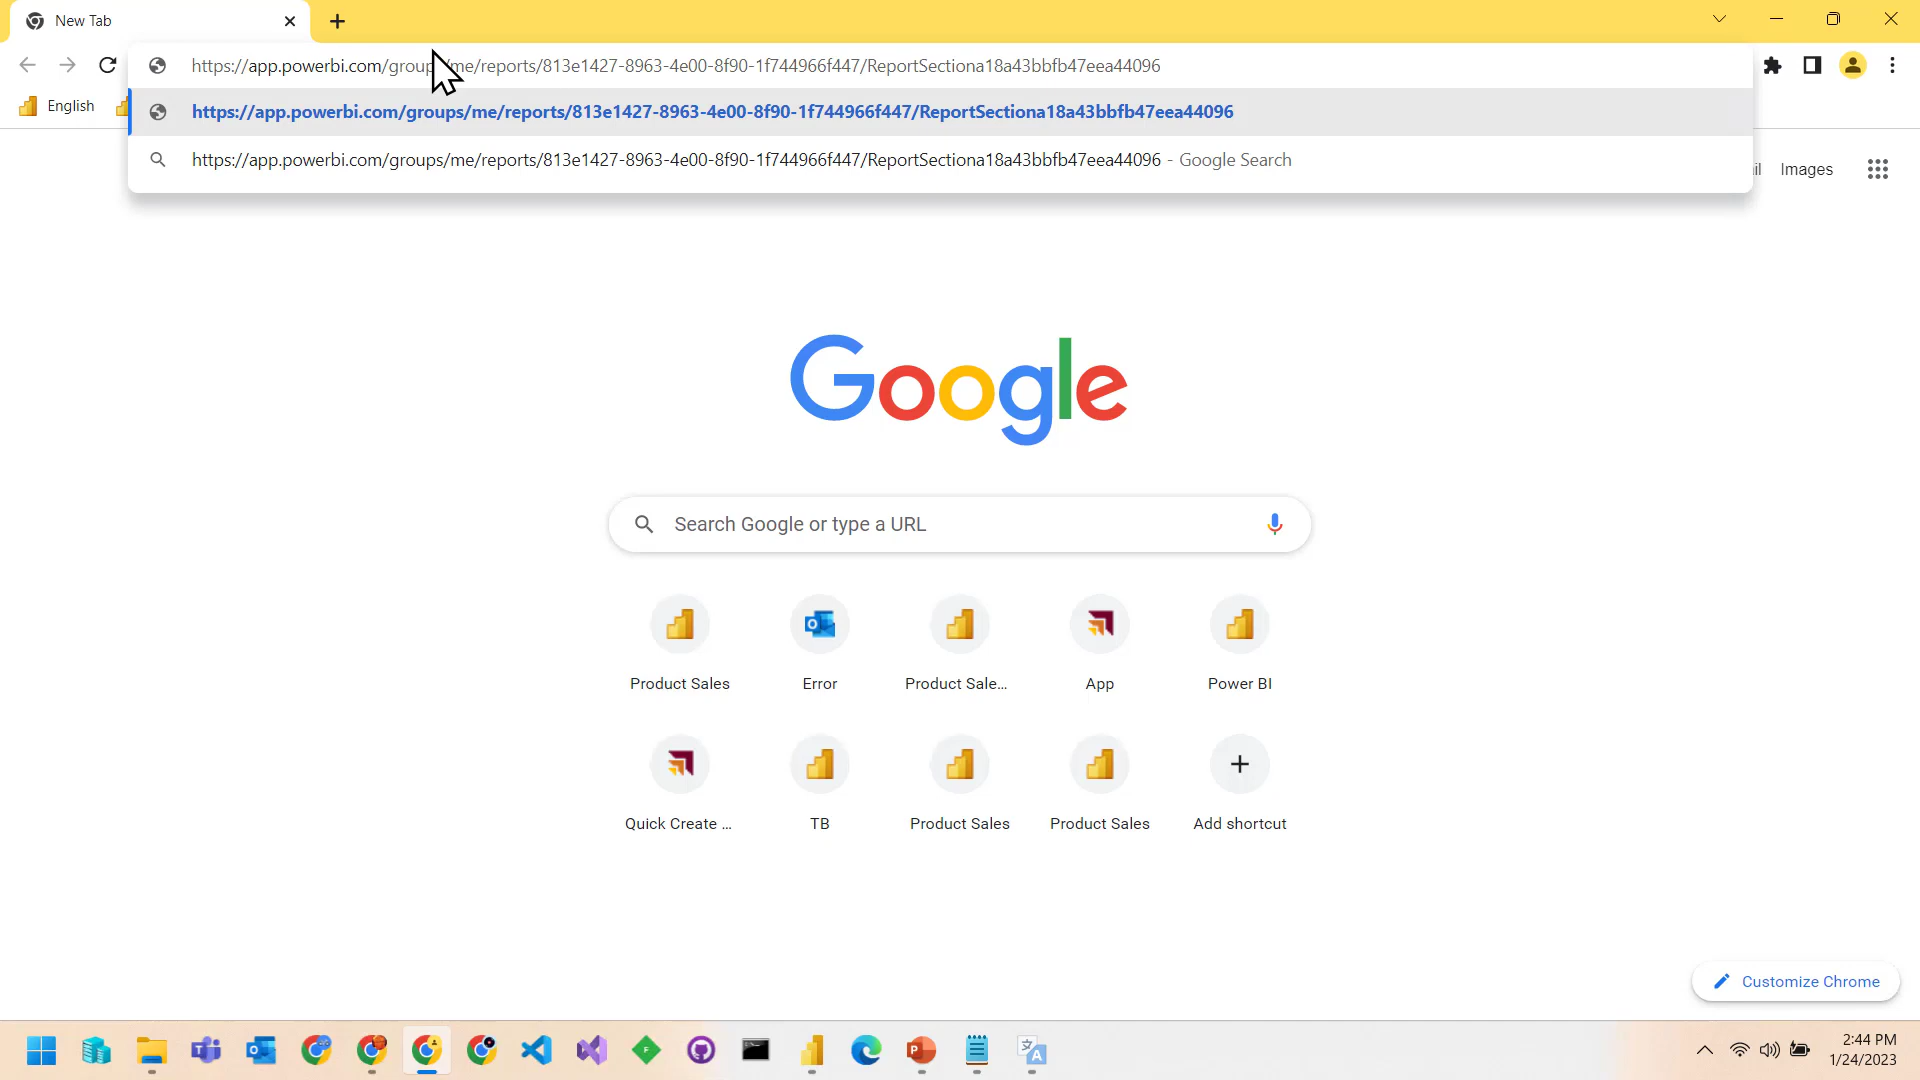 New Tab
https://app.powerbi.com/group /me/reports/813e1427-8963-4e00-8f90-1f744966f447/ReportSectiona18a43bbfb47eea44096
English
https://app.powerbi.com/groups/me/reports/813e1427-8963-4e00-8f90-1f744966f447/ReportSectiona18a43bbfb47eea44096
https://app.powerbi.com/groups/me/reports/813e1427-8963-4e00-8f90-1f744966f447/ReportSectiona18a43bbfb47eea44096 - Google Search
il Images
Google
Search Google or type a URL
Product Sales Error Product Sale... App Power BI
Quick Create ... TB Product Sales Product Sales Add shortcut
Customize Chrome
2:44 PM
1/24/2023